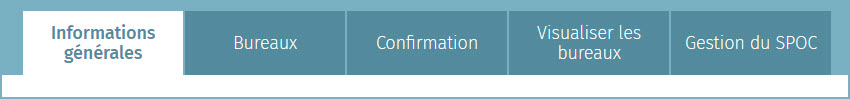 Informations
générales
Bureaux
Confirmation
Visualiser les
bureaux
Gestion du SPOC